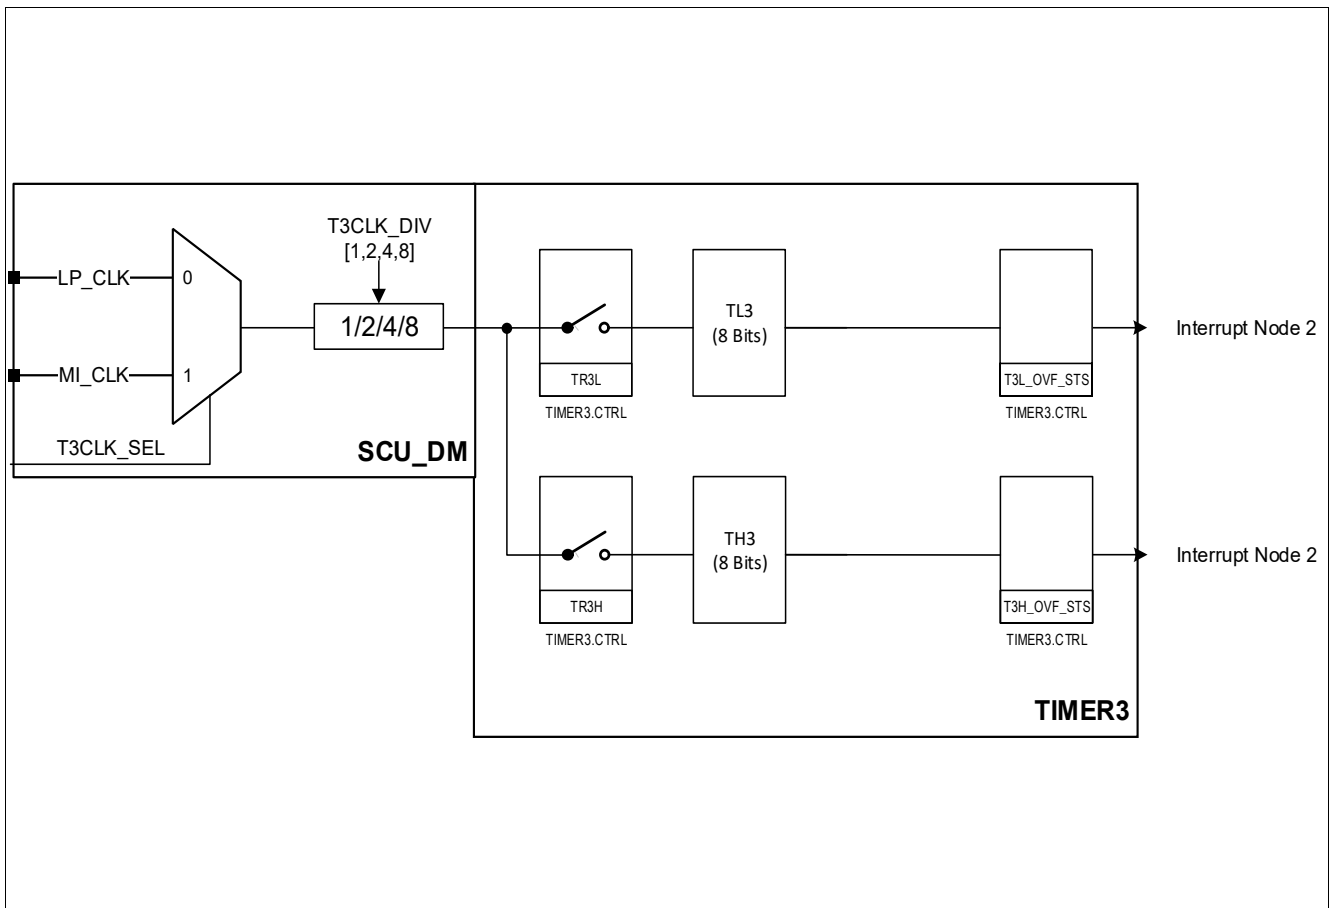 T3CLK_DIV
[1,2,4,8]
LP_CLK
0
1/2/4/8
MI_CLK
1
T3CLK_SEL
SCU_DM
TL3
(8 Bits)
TR3L
TIMER3.CTRL
T3L_OVF_STS
TIMER3.CTRL
Interrupt Node 2
TH3
(8 Bits)
TR3H
TIMER3.CTRL
T3H_OVF_STS
TIMER3.CTRL
Interrupt Node 2
TIMER3